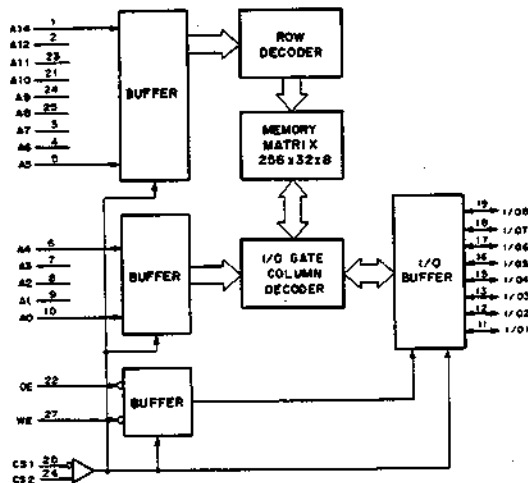 A14 1
A12 2
A11 23
A10 21
A9 24
A8 25
A7 3
A6 4
A5 5
BUFFER
ROW
DECODER
MEMORY
MATRIX
256x32x8
A4 6
A3 7
A2 8
A1 9
A0 10
BUFFER
I/O GATE
COLUMN
DECODER
I/O
BUFFER
19 I/O8
18 I/O7
17 I/O6
16 I/O5
15 I/O4
13 I/O3
12 I/O2
11 I/O1
OE 22
WE 27
BUFFER
CS1 20
CS2 24